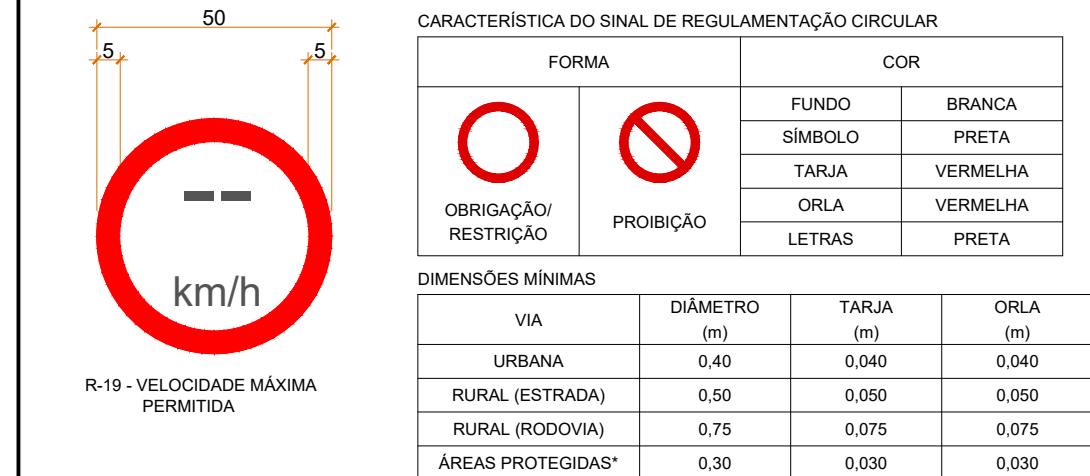 50
5 5
-- 
km/h
R-19 - VELOCIDADE MÁXIMA
PERMITIDA
CARACTERÍSTICA DO SINAL DE REGULAMENTAÇÃO CIRCULAR
FORMA COR
OBRIGAÇÃO/
RESTRIÇÃO
PROIBIÇÃO
FUNDO BRANCA
SÍMBOLO PRETA
TARJA VERMELHA
ORLA VERMELHA
LETRAS PRETA
DIMENSÕES MÍNIMAS
VIA DIÂMETRO (m) TARJA (m) ORLA (m)
URBANA 0,40 0,040 0,040
RURAL (ESTRADA) 0,50 0,050 0,050
RURAL (RODOVIA) 0,75 0,075 0,075
ÁREAS PROTEGIDAS* 0,30 0,030 0,030